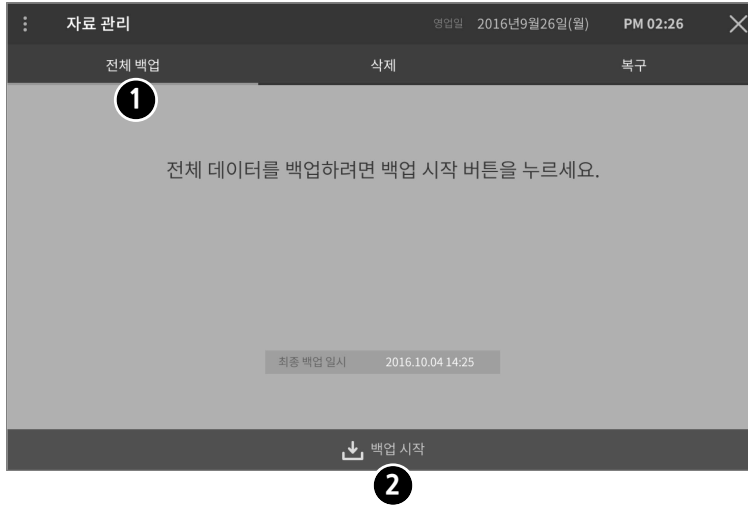 자료 관리 영업일 2016년9월26일(월) PM 02:26
전체 백업 삭제 복구
1
전체 데이터를 백업하려면 백업 시작 버튼을 누르세요.
최종 백업 일시 2016.10.04 14:25
백업 시작
2